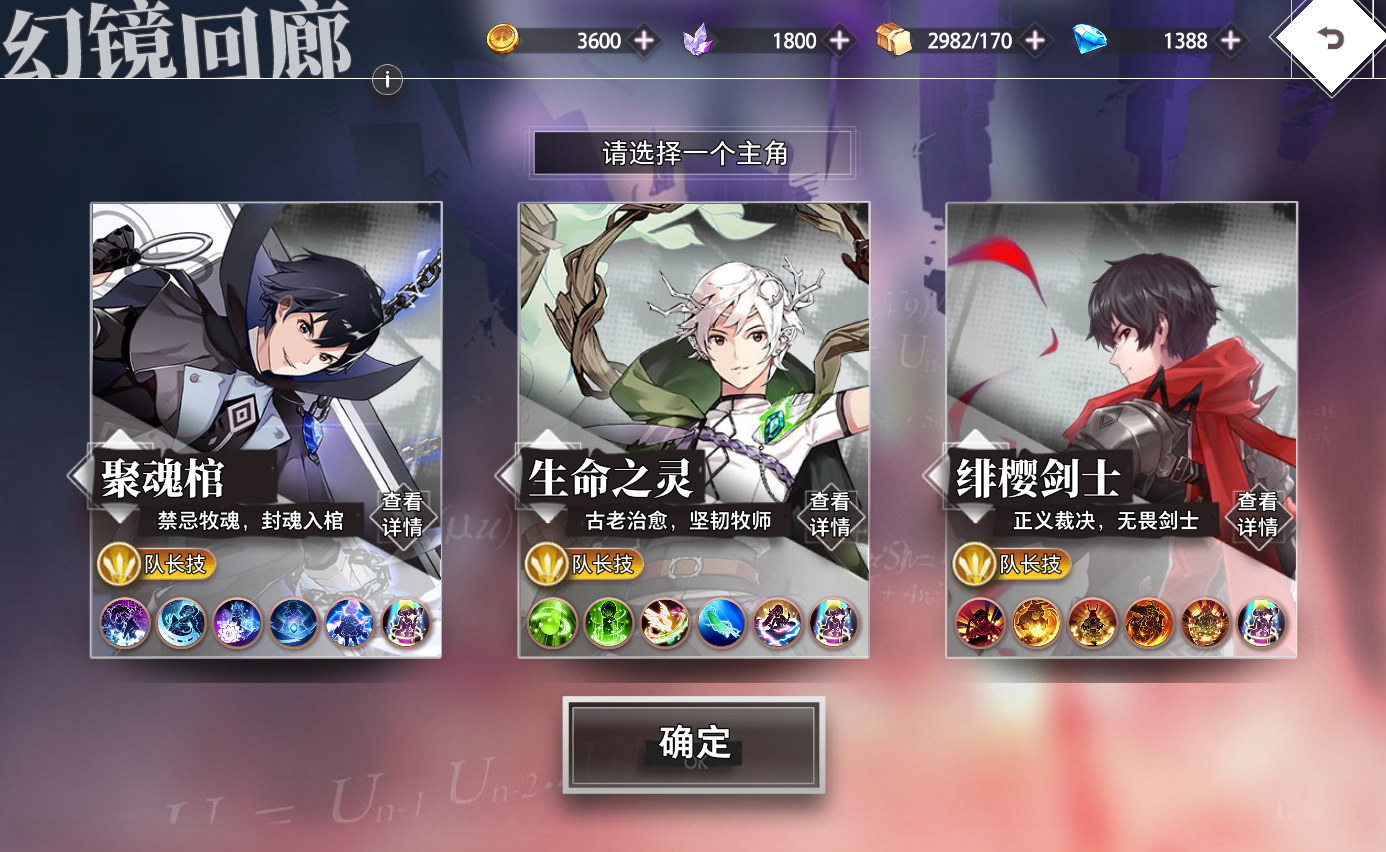 幻镜回廊
3600
1800
2982/170
1388
i
请选择一个主角
聚魂棺
禁忌牧魂，封魂入棺
查看
详情
队长技
生命之灵
古老治愈，坚韧牧师
查看
详情
队长技
绯樱剑士
正义裁决，无畏剑士
查看
详情
队长技
确定
OK